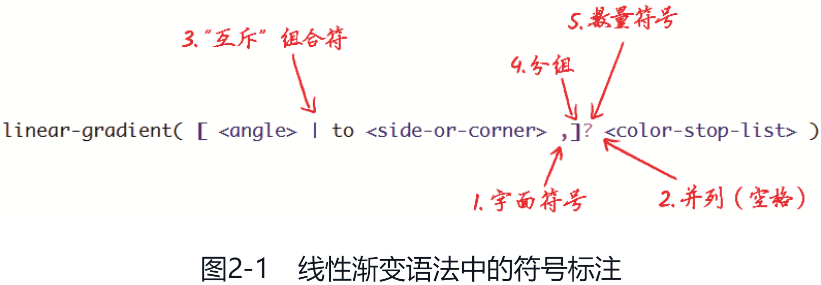 5.数量符号
3.“互斥”组合符
4.分组
linear-gradient( [ <angle> | to <side-or-corner> ,]? <color-stop-list> )
1.字面符号
2.并列（空格）
图2-1 线性渐变语法中的符号标注